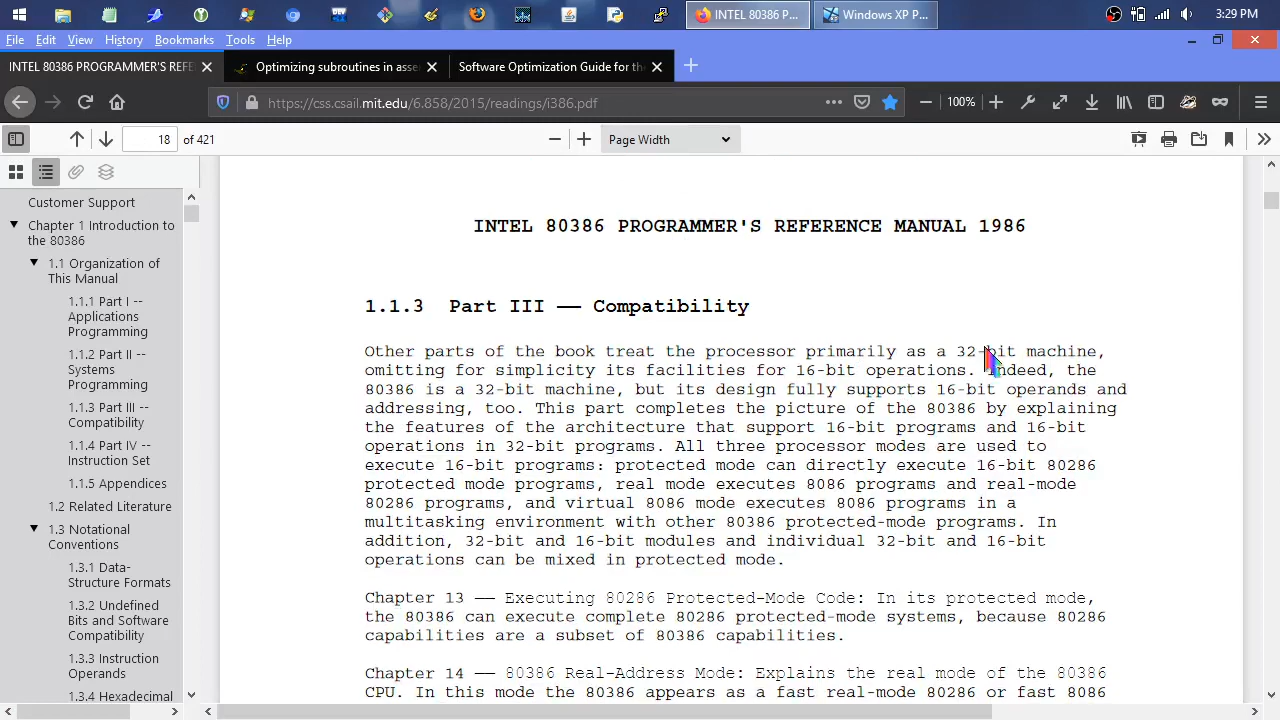 INTEL 80386 P...
Windows XP P...
3:29 PM
File Edit View History Bookmarks Tools Help
INTEL 80386 PROGRAMMER'S REFE
Optimizing subroutines in asse
Software Optimization Guide for th
https://css.csail.mit.edu/6.858/2015/readings/i386.pdf
100%
18 of 421
Page Width
Customer Support
Chapter 1 Introduction to
the 80386
1.1 Organization of
This Manual
1.1.1 Part I --
Applications
Programming
1.1.2 Part II --
Systems
Programming
1.1.3 Part III --
Compatibility
1.1.4 Part IV --
Instruction Set
1.1.5 Appendices
1.2 Related Literature
1.3 Notational
Conventions
1.3.1 Data-
Structure Formats
1.3.2 Undefined
Bits and Software
Compatibility
1.3.3 Instruction
Operands
1.3.4 Hexadecimal
INTEL 80386 PROGRAMMER'S REFERENCE MANUAL 1986
1.1.3 Part III —— Compatibility
Other parts of the book treat the processor primarily as a 32-bit machine,
omitting for simplicity its facilities for 16-bit operations. Indeed, the
80386 is a 32-bit machine, but its design fully supports 16-bit operands and
addressing, too. This part completes the picture of the 80386 by explaining
the features of the architecture that support 16-bit programs and 16-bit
operations in 32-bit programs. All three processor modes are used to
execute 16-bit programs: protected mode can directly execute 16-bit 80286
protected mode programs, real mode executes 8086 programs and real-mode
80286 programs, and virtual 8086 mode executes 8086 programs in a
multitasking environment with other 80386 protected-mode programs. In
addition, 32-bit and 16-bit modules and individual 32-bit and 16-bit
operations can be mixed in protected mode.
Chapter 13 —— Executing 80286 Protected-Mode Code: In its protected mode,
the 80386 can execute complete 80286 protected-mode systems, because 80286
capabilities are a subset of 80386 capabilities.
Chapter 14 —— 80386 Real-Address Mode: Explains the real mode of the 80386
CPU. In this mode the 80386 appears as a fast real-mode 80286 or fast 8086